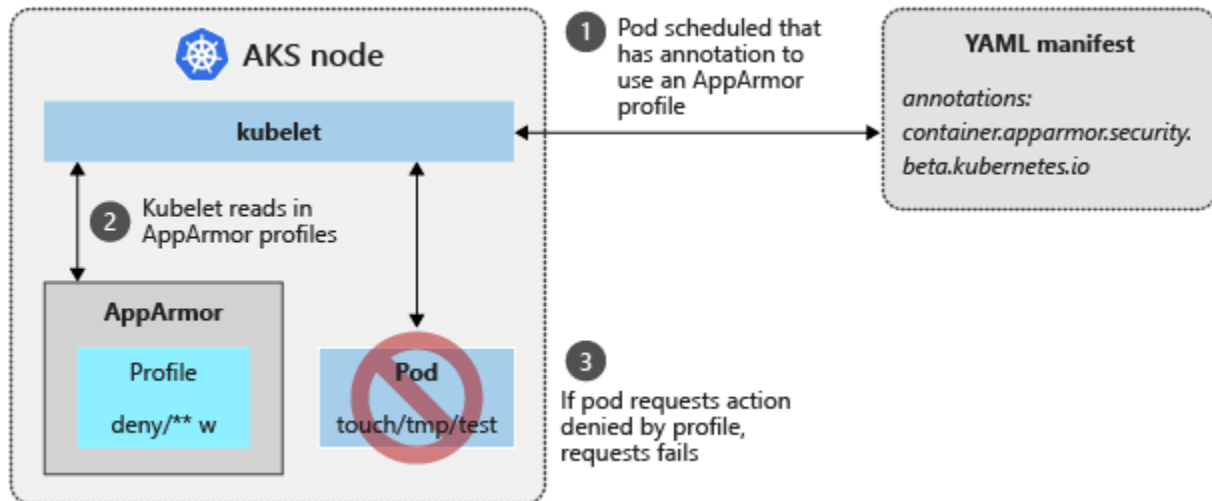 AKS node
kubelet
1
Pod scheduled that
has annotation to
use an AppArmor
profile
YAML manifest
annotations:
container.apparmor.security.
beta.kubernetes.io
2
Kubelet reads in
AppArmor profiles
AppArmor
Profile
deny/** w
Pod
touch/tmp/test
3
If pod requests action
denied by profile,
requests fails